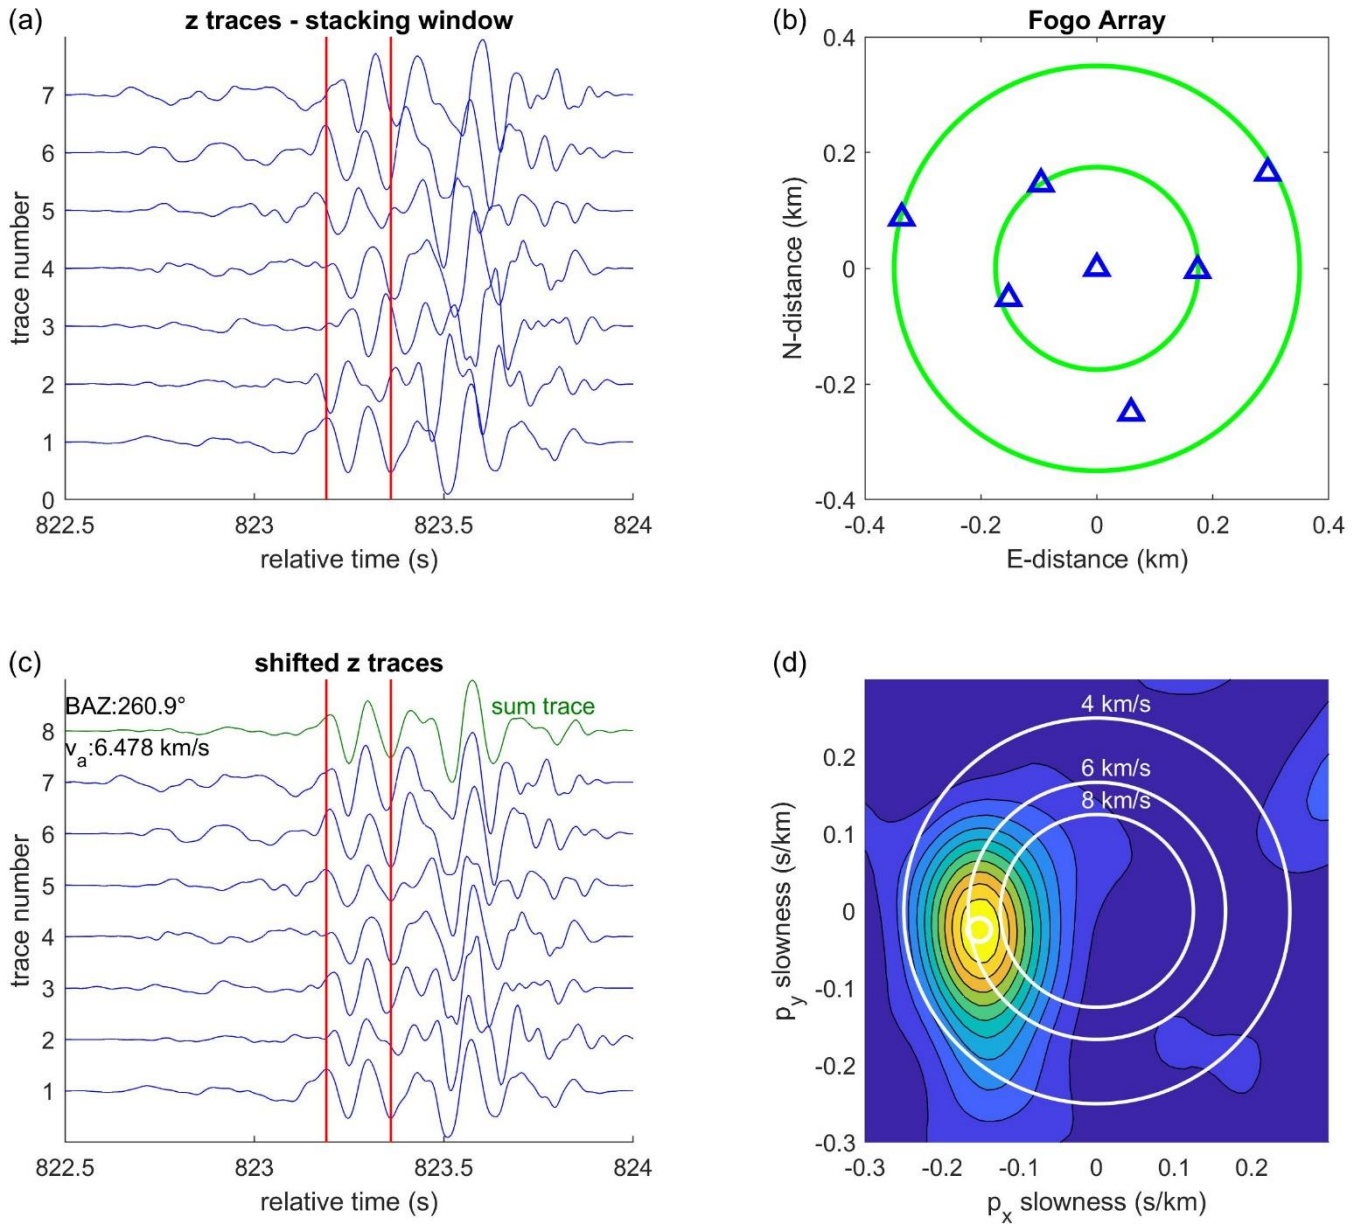 (a)
z traces - stacking window
trace number
7
6
5
4
3
2
1
0
822.5
823
823.5
824
relative time (s)
(b)
Fogo Array
N-distance (km)
0.4
0.2
0
-0.2
-0.4
-0.4
-0.2
0
0.2
0.4
E-distance (km)
(c)
shifted z traces
BAZ:260.9°
sum trace
v_a:6.478 km/s
trace number
8
7
6
5
4
3
2
1
822.5
823
823.5
824
relative time (s)
(d)
4 km/s
6 km/s
8 km/s
p_y slowness (s/km)
0.2
0.1
0
-0.1
-0.2
-0.3
-0.3
-0.2
-0.1
0
0.1
0.2
p_x slowness (s/km)